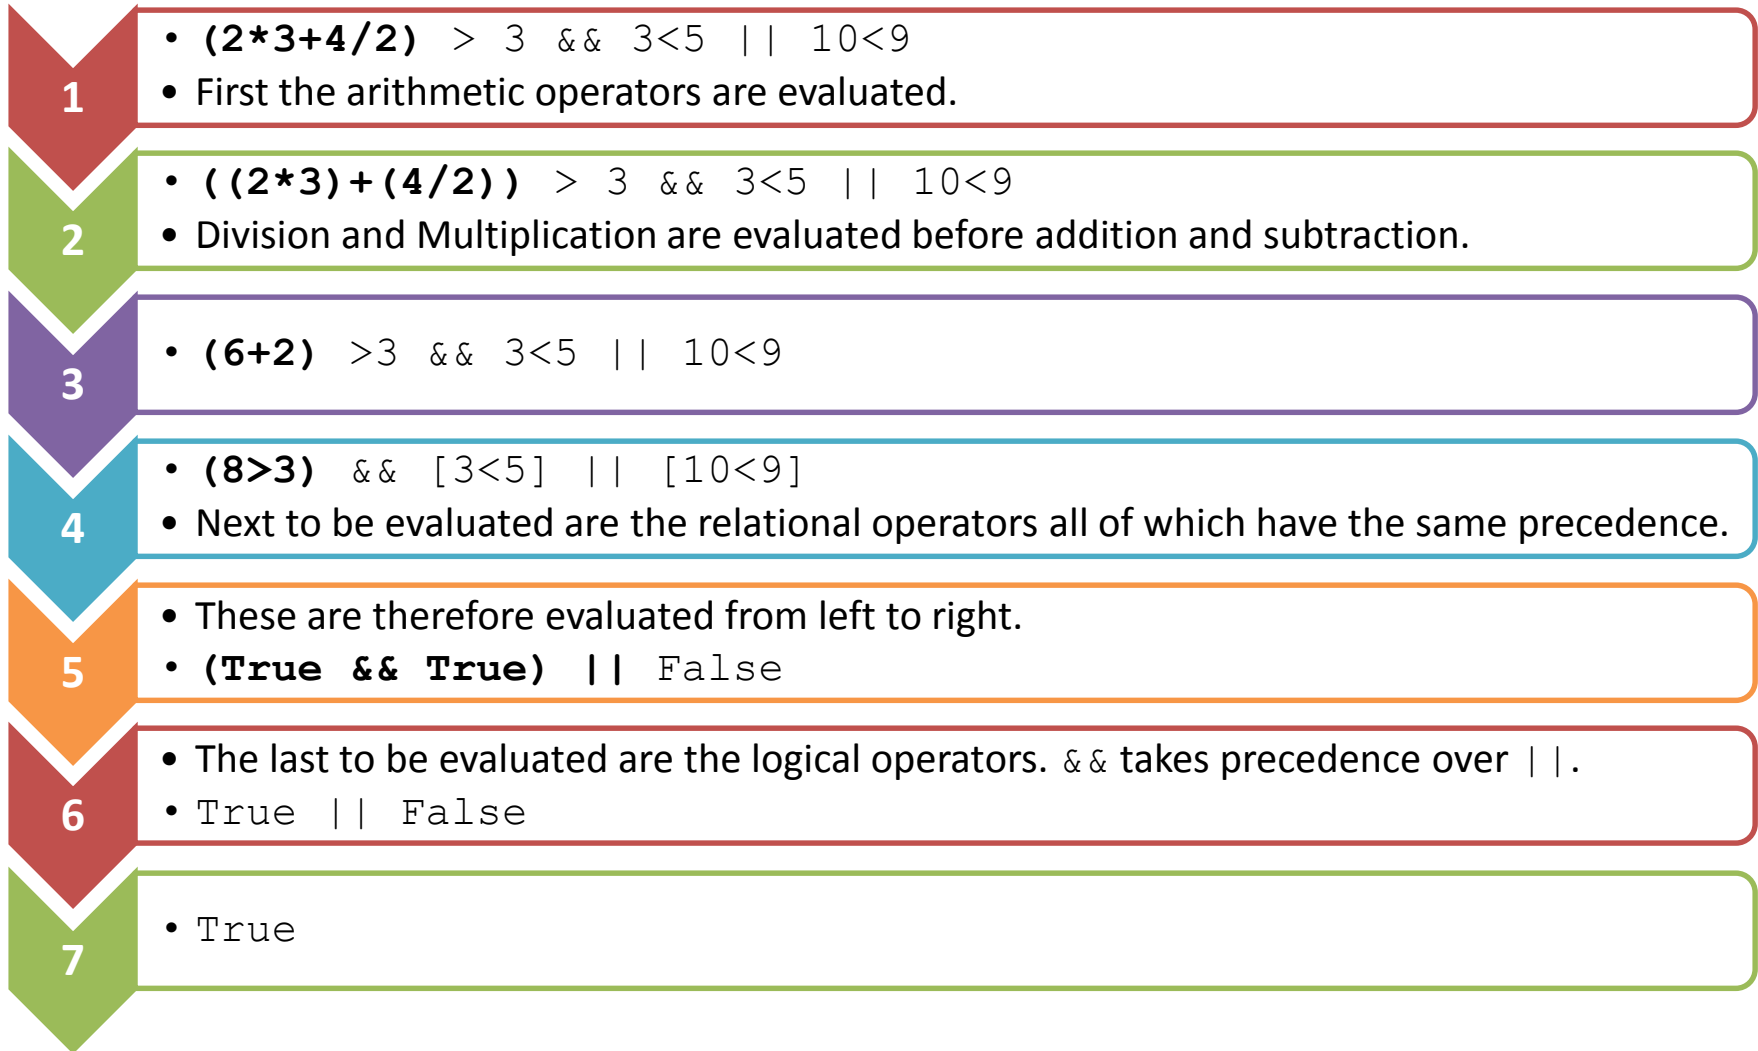 1
• (2*3+4/2) > 3 && 3<5 || 10<9
• First the arithmetic operators are evaluated.
2
• ((2*3)+(4/2)) > 3 && 3<5 || 10<9
• Division and Multiplication are evaluated before addition and subtraction.
3
• (6+2) >3 && 3<5 || 10<9
4
• (8>3) && [3<5] || [10<9]
• Next to be evaluated are the relational operators all of which have the same precedence.
5
• These are therefore evaluated from left to right.
• (True && True) || False
6
• The last to be evaluated are the logical operators. && takes precedence over ||.
• True || False
7
• True